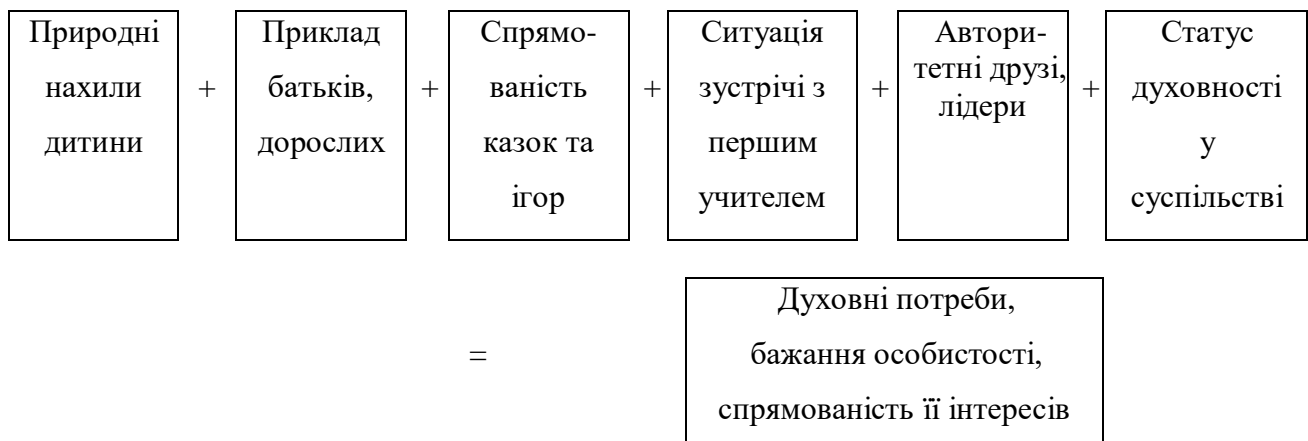 Природні
нахили
дитини
+
Приклад
батьків,
дорослих
+
Спрямо-
ваність
казок та
ігор
+
Ситуація
зустрічі з
першим
учителем
+
Автори-
тетні друзі,
лідери
+
Статус
духовності
у
суспільстві
=
Духовні потреби,
бажання особистості,
спрямованість її інтересів